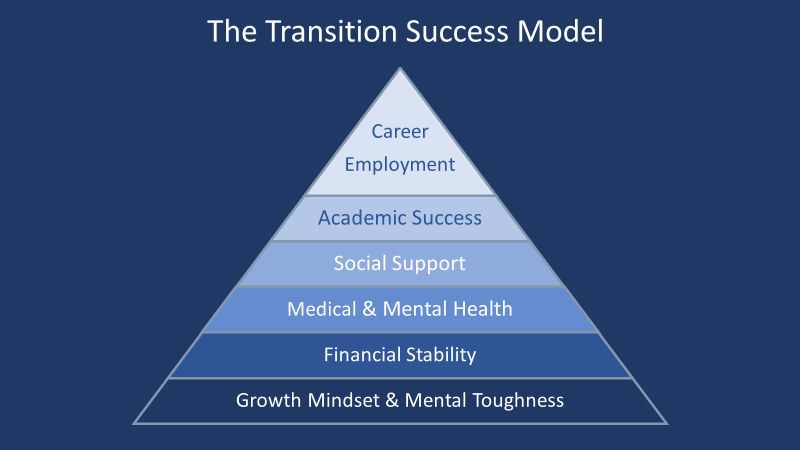 The Transition Success Model
Career
Employment
Academic Success
Social Support
Medical & Mental Health
Financial Stability
Growth Mindset & Mental Toughness